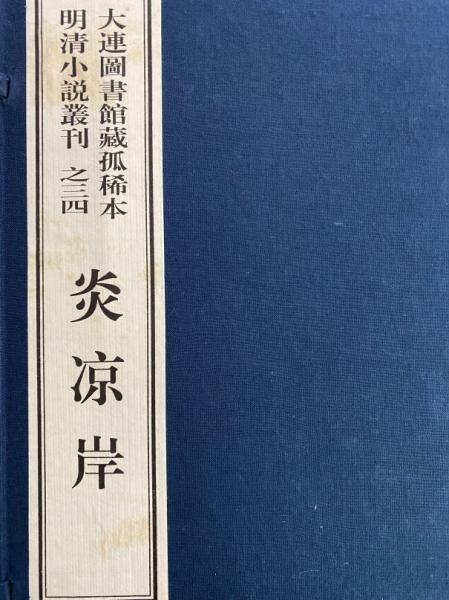 大連圖書館藏孤稀本
明清小説叢刊 之三四
炎凉岸